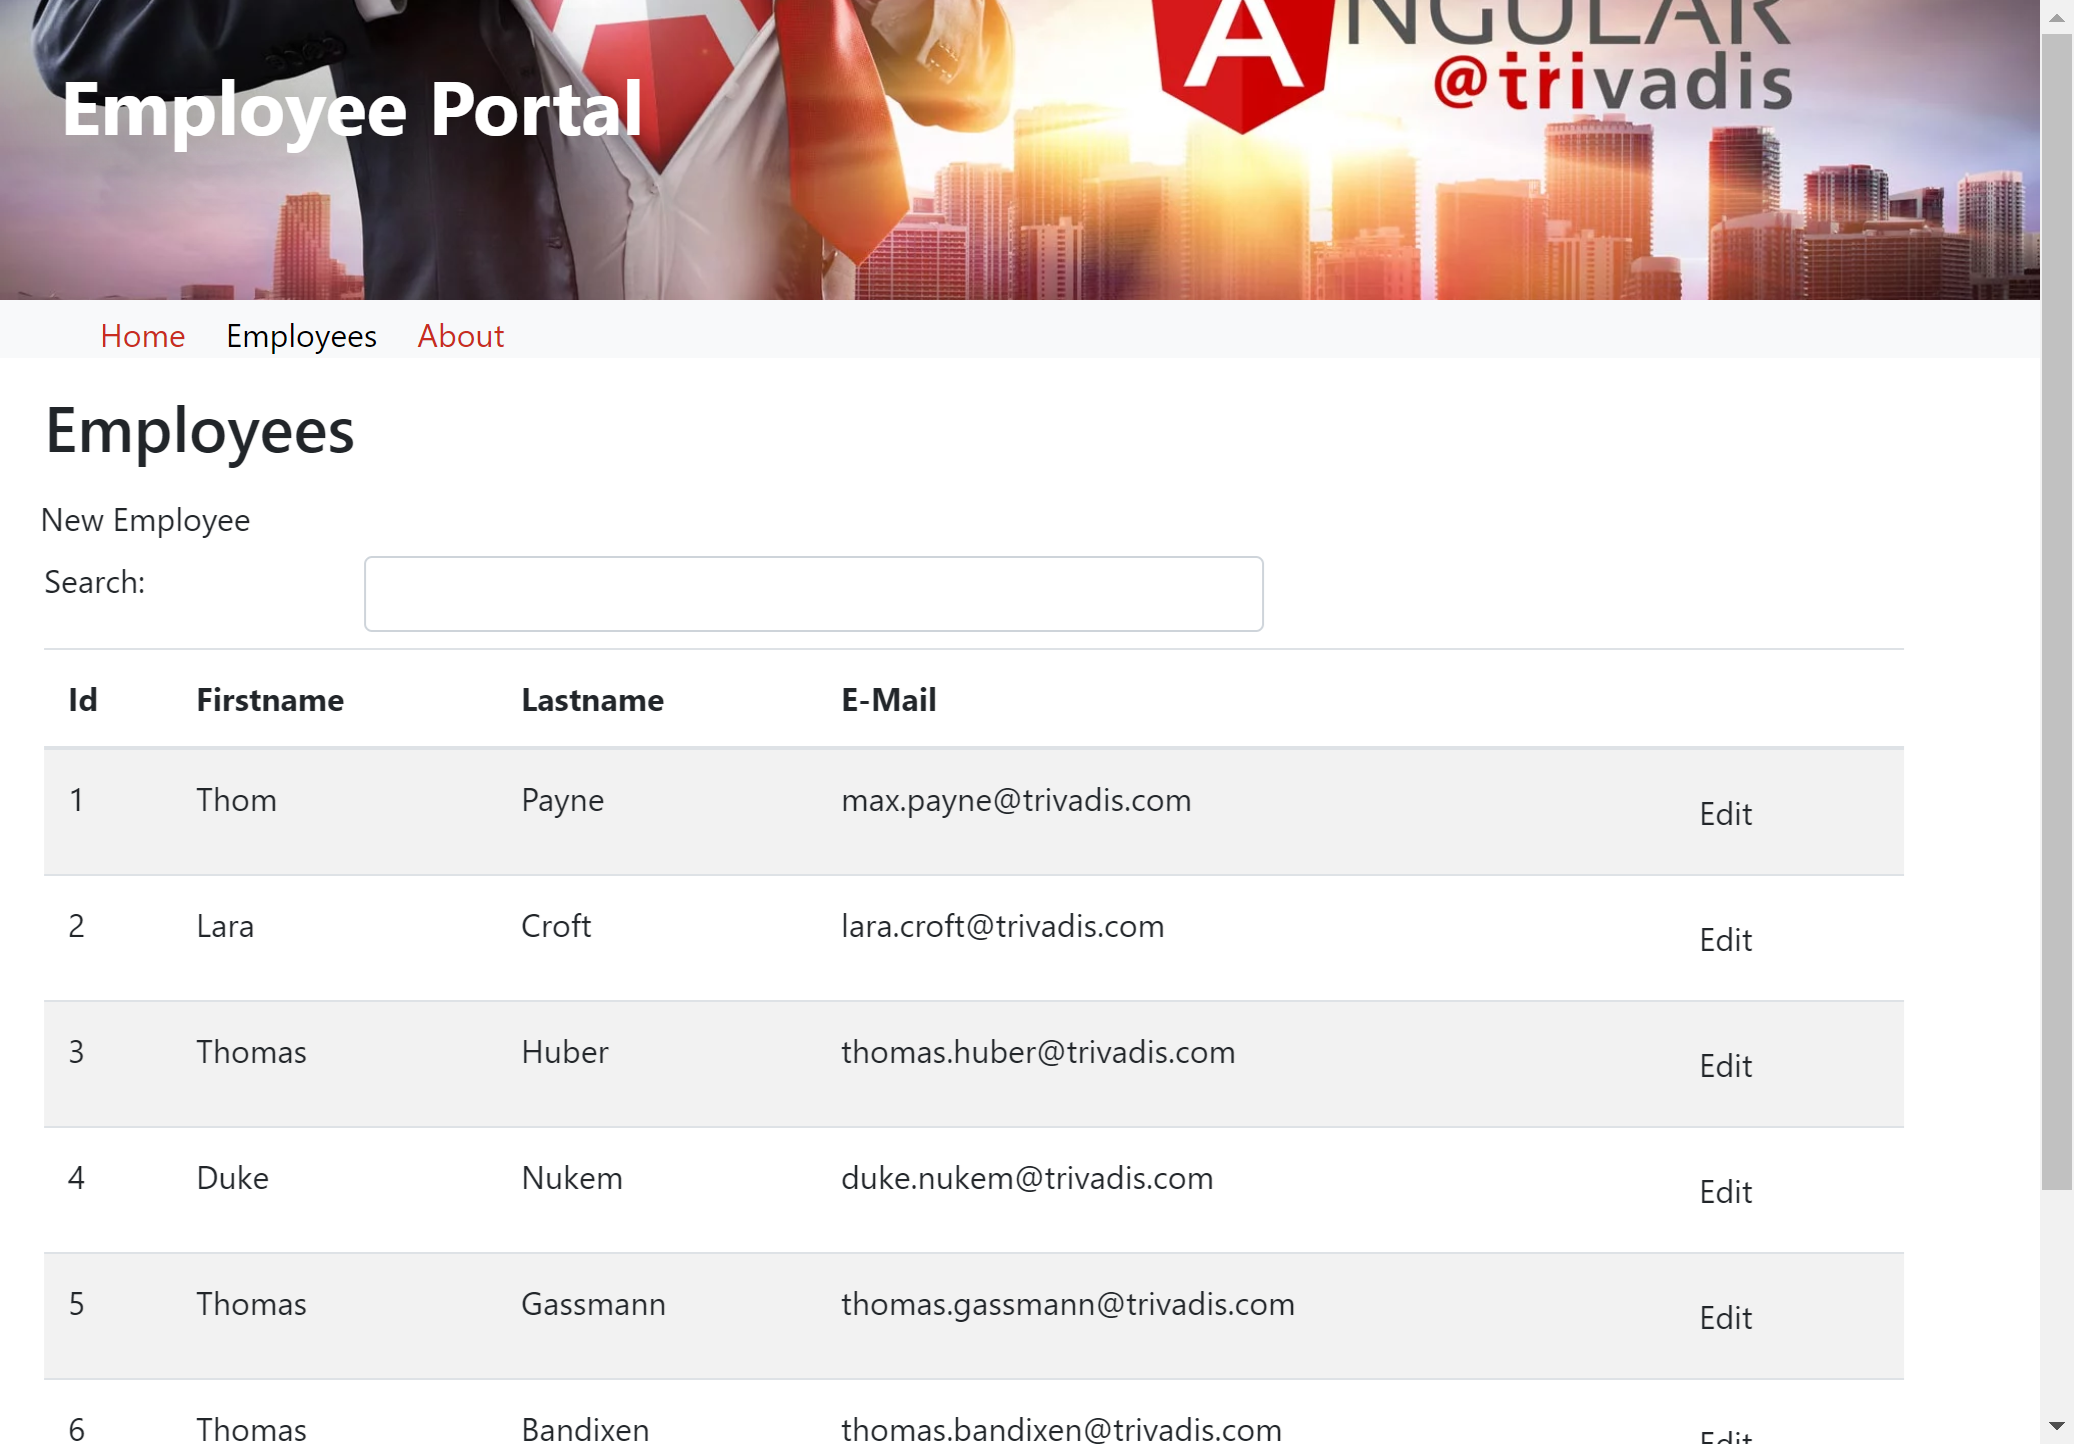 ANGULAR
@trivadis
Employee Portal
Home Employees About
Employees
New Employee
Search:
Id Firstname Lastname E-Mail
1 Thom Payne max.payne@trivadis.com Edit
2 Lara Croft lara.croft@trivadis.com Edit
3 Thomas Huber thomas.huber@trivadis.com Edit
4 Duke Nukem duke.nukem@trivadis.com Edit
5 Thomas Gassmann thomas.gassmann@trivadis.com Edit
6 Thomas Bandixen thomas.bandixen@trivadis.com Edit